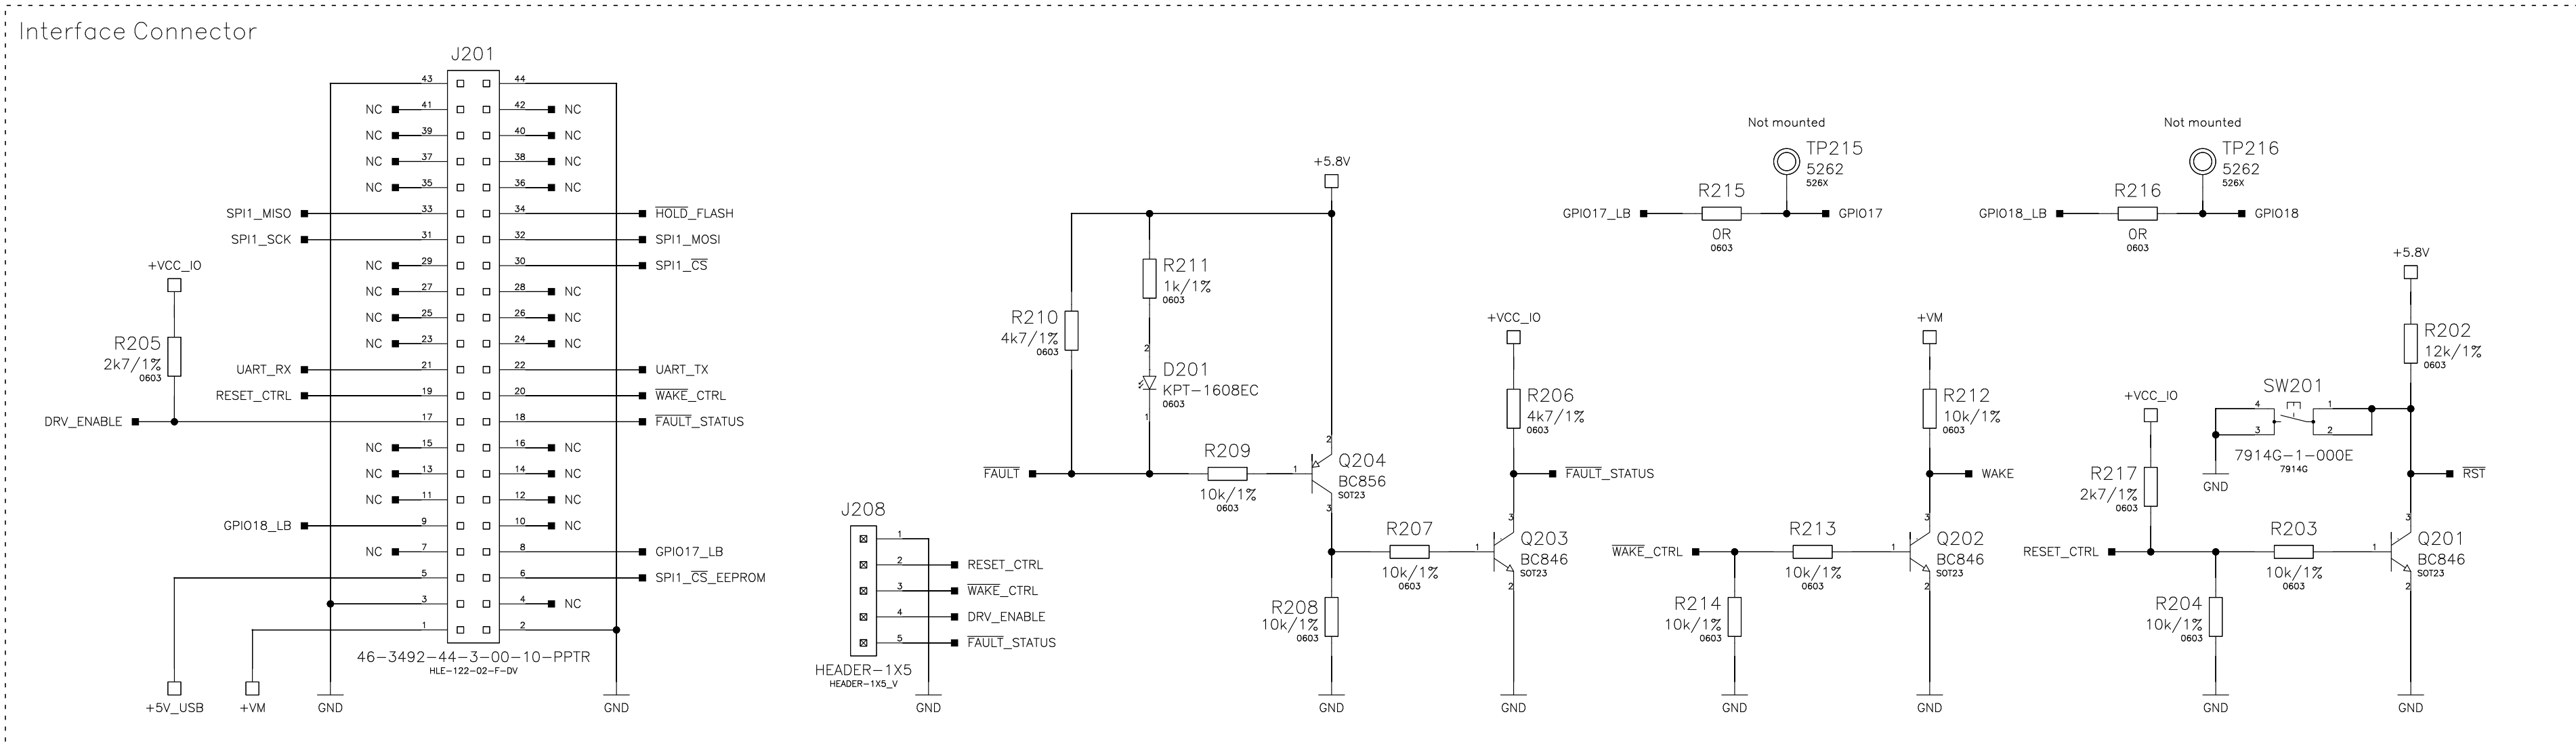 Interface Connector
J201
43 44
NC 41 42 NC
NC 39 40 NC
NC 37 38 NC
NC 35 36 NC
SPI1_MISO 33 34 HOLD_FLASH
SPI1_SCK 31 32 SPI1_MOSI
NC 29 30 SPI1_CS
NC 27 28 NC
NC 25 26 NC
NC 23 24 NC
UART_RX 21 22 UART_TX
RESET_CTRL 19 20 WAKE_CTRL
DRV_ENABLE 17 18 FAULT_STATUS
NC 15 16 NC
NC 13 14 NC
NC 11 12 NC
GPIO18_LB 9 10 NC
NC 7 8 GPIO17_LB
5 6 SPI1_CS_EEPROM
3 4 NC
1 2
46-3492-44-3-00-10-PPTR
HLE-122-02-F-DV
+VCC_IO
R205
2k7/1%
0603
+5V_USB
+VM
GND
GND
J208
1
2 RESET_CTRL
3 WAKE_CTRL
4 DRV_ENABLE
5 FAULT_STATUS
HEADER-1X5
HEADER-1X5_V
GND
+5.8V
R210
4k7/1%
0603
R211
1k/1%
0603
2
D201
KPT-1608EC
0603
1
FAULT
R209
10k/1%
0603
1
2
Q204
BC856
SOT23
3
R208
10k/1%
0603
GND
R207
10k/1%
0603
+VCC_IO
R206
4k7/1%
0603
FAULT_STATUS
3
1
Q203
BC846
SOT23
2
GND
Not mounted
TP215
5262
526X
GPIO17_LB
R215
0R
0603
GPIO17
Not mounted
TP216
5262
526X
GPIO18_LB
R216
0R
0603
GPIO18
+VM
R212
10k/1%
0603
WAKE
WAKE_CTRL
R213
10k/1%
0603
3
1
Q202
BC846
SOT23
2
R214
10k/1%
0603
GND
GND
+5.8V
R202
12k/1%
0603
SW201
4 1
3 2
7914G-1-000E
7914G
GND
RST
+VCC_IO
R217
2k7/1%
0603
RESET_CTRL
R203
10k/1%
0603
3
1
Q201
BC846
SOT23
2
R204
10k/1%
0603
GND
GND